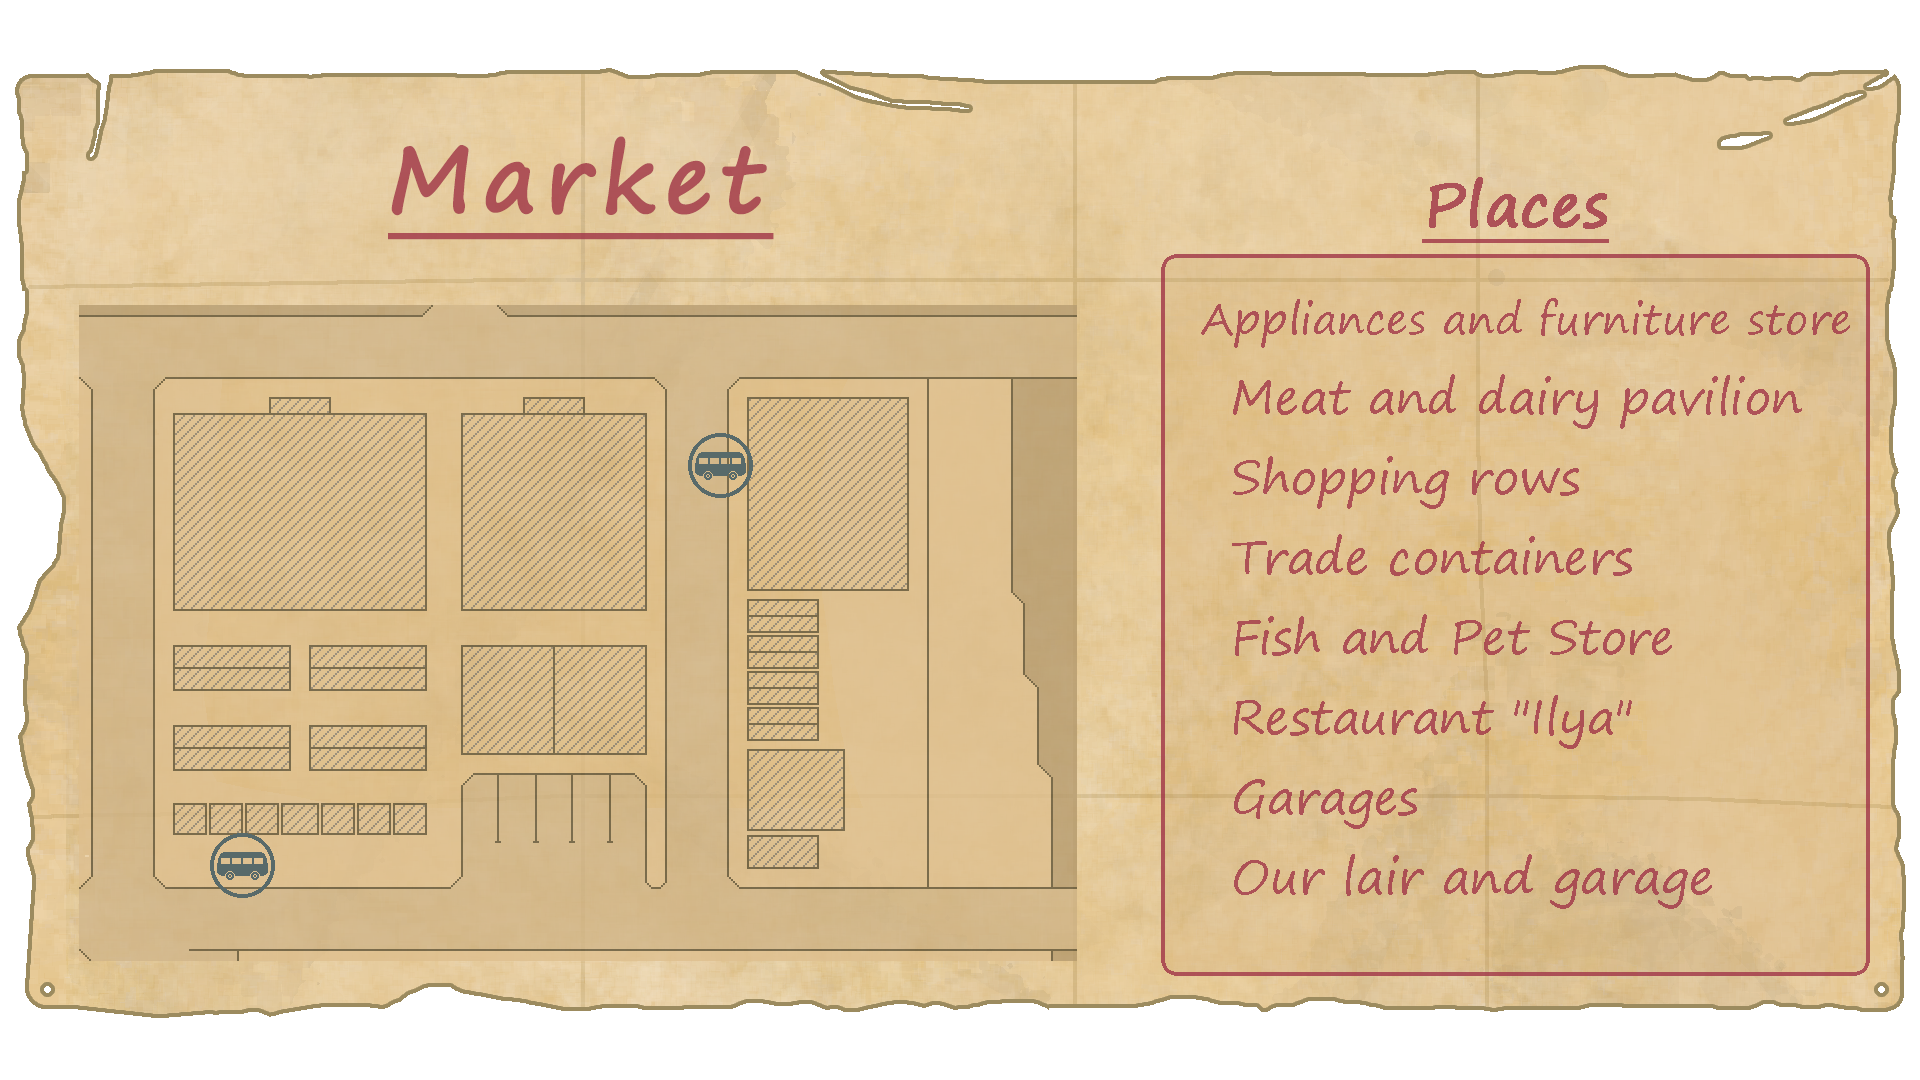 Market
Places
Appliances and furniture store
Meat and dairy pavilion
Shopping rows
Trade containers
Fish and Pet Store
Restaurant "Ilya"
Garages
Our lair and garage